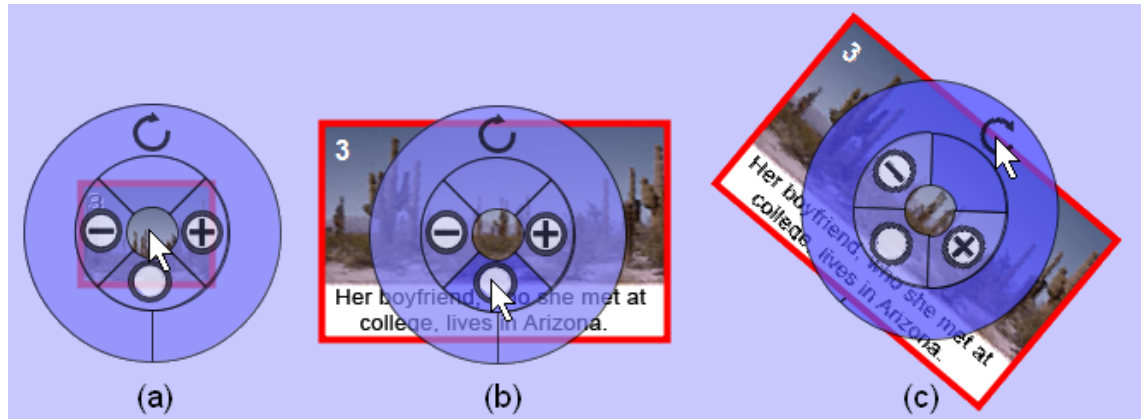 3
3
Her boyfriend, who she met at
college, lives in Arizona.
3
Her boyfriend, who she met at
college, lives in Arizona.
(a)
(b)
(c)